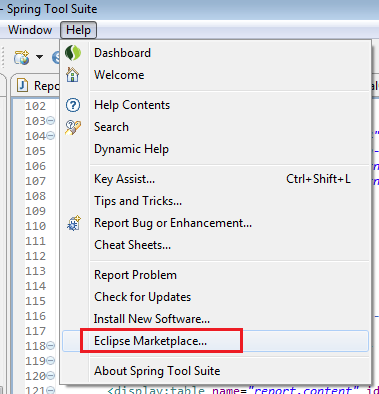 - Spring Tool Suite
Window Help
Dashboard
Welcome
J Repo
102
103
104
105
106
107
108
109
110
111
112
113
114
115
116
117
118
119
120
121
Help Contents
Search
Dynamic Help
Key Assist... Ctrl+Shift+L
Tips and Tricks...
Report Bug or Enhancement...
Cheat Sheets...
Report Problem
Check for Updates
Install New Software...
Eclipse Marketplace...
About Spring Tool Suite
<display:table name="report.content" id